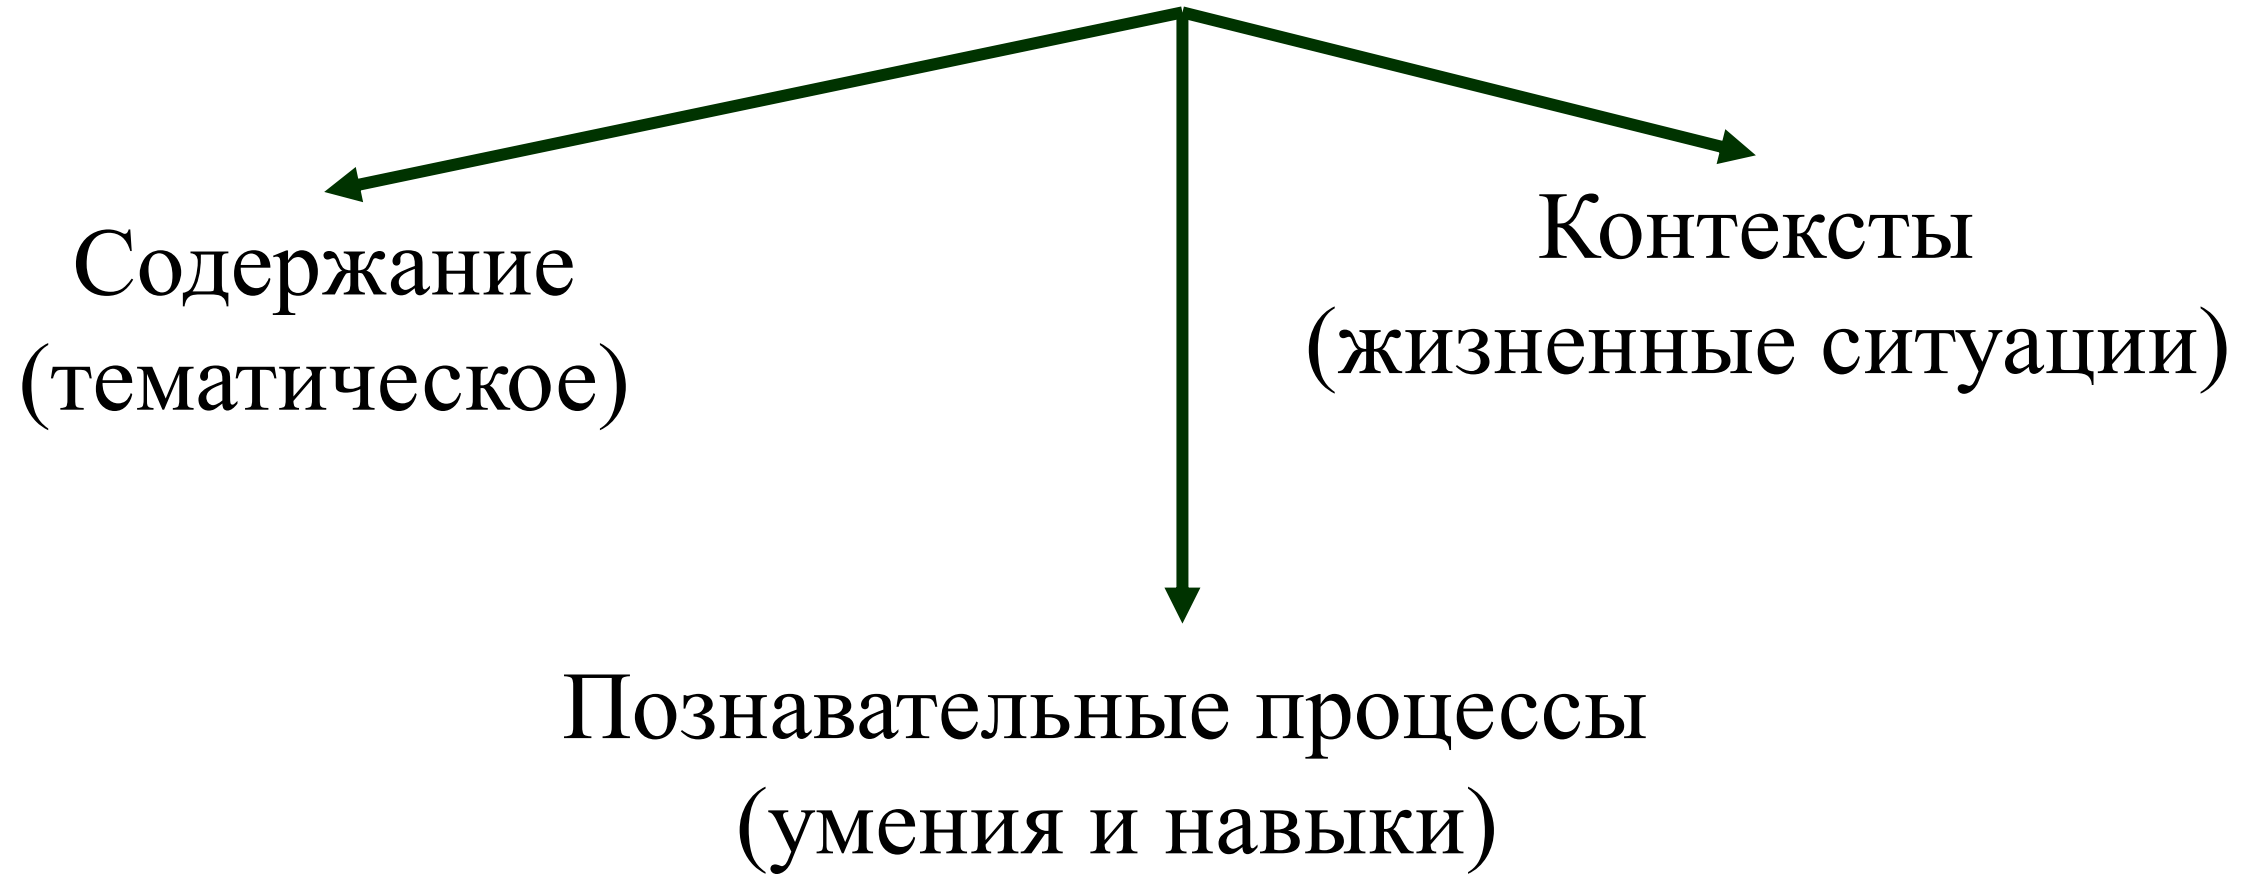 Содержание
(тематическое)
Контексты
(жизненные ситуации)
Познавательные процессы
(умения и навыки)